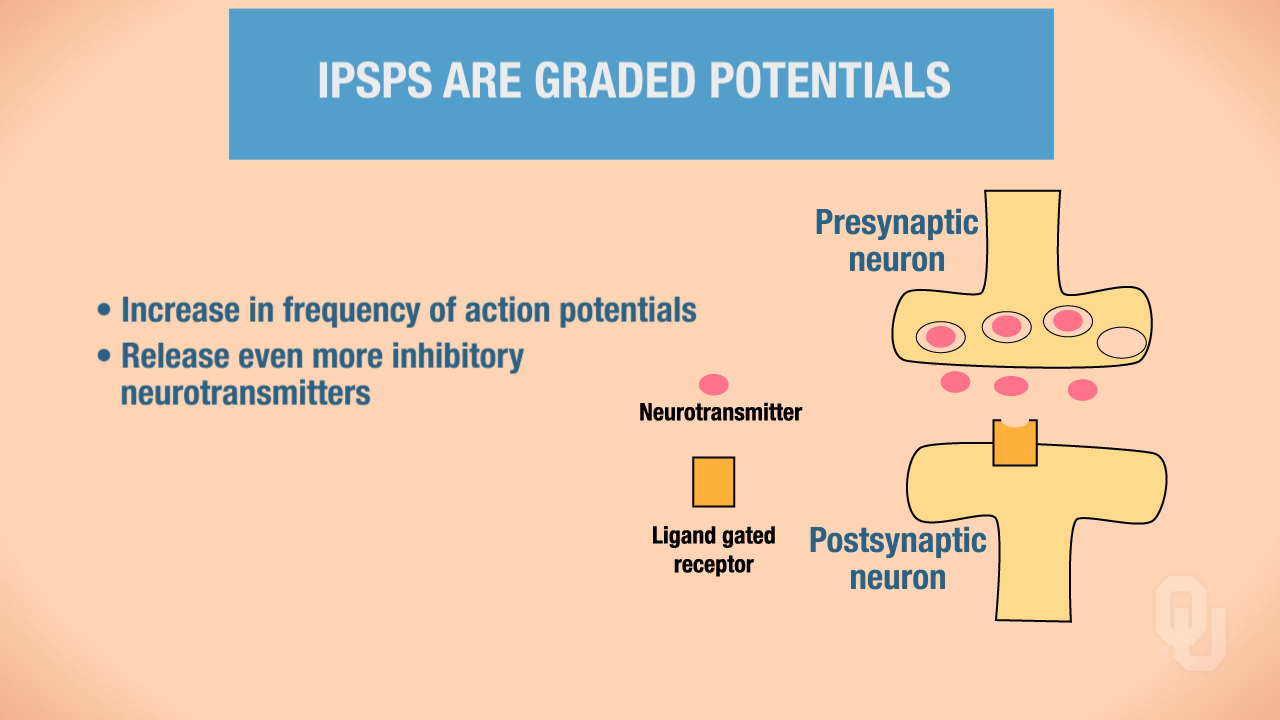 IPSPS ARE GRADED POTENTIALS
• Increase in frequency of action potentials
• Release even more inhibitory
neurotransmitters
Presynaptic
neuron
Neurotransmitter
Ligand gated
receptor
Postsynaptic
neuron
OU